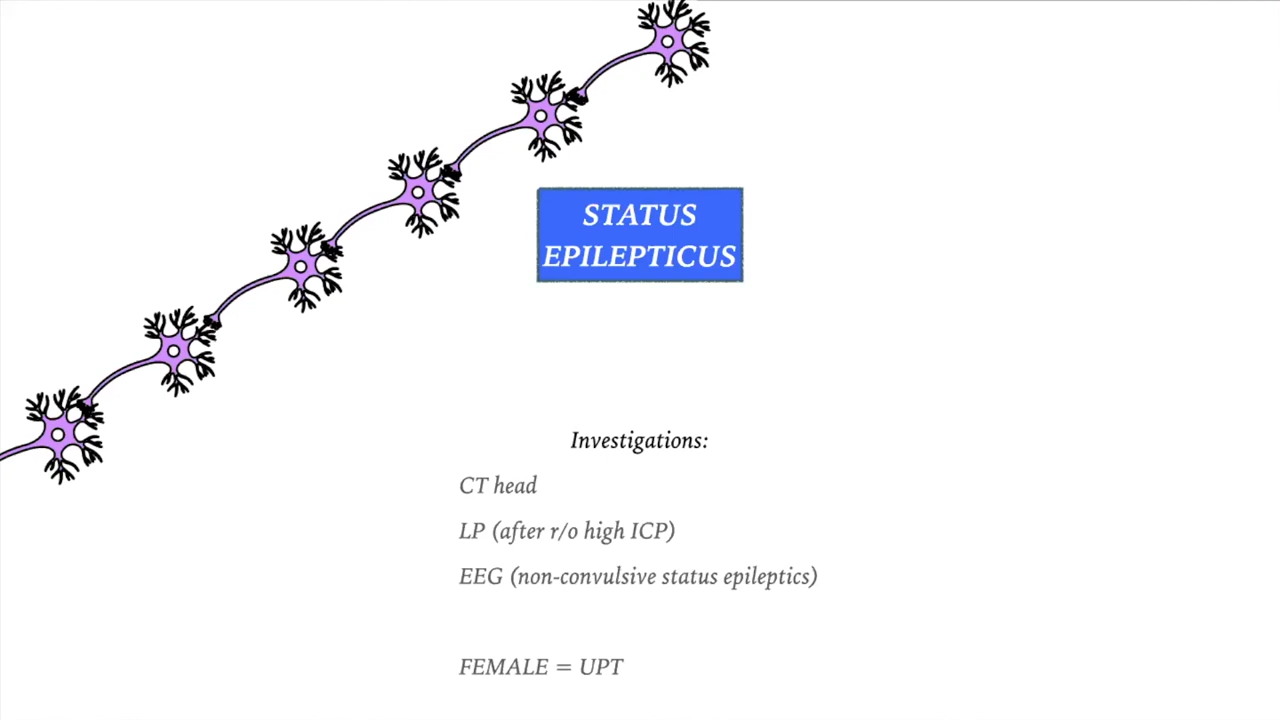 STATUS
EPILEPTICUS
Investigations:
CT head
LP (after r/o high ICP)
EEG (non-convulsive status epileptics)
FEMALE = UPT